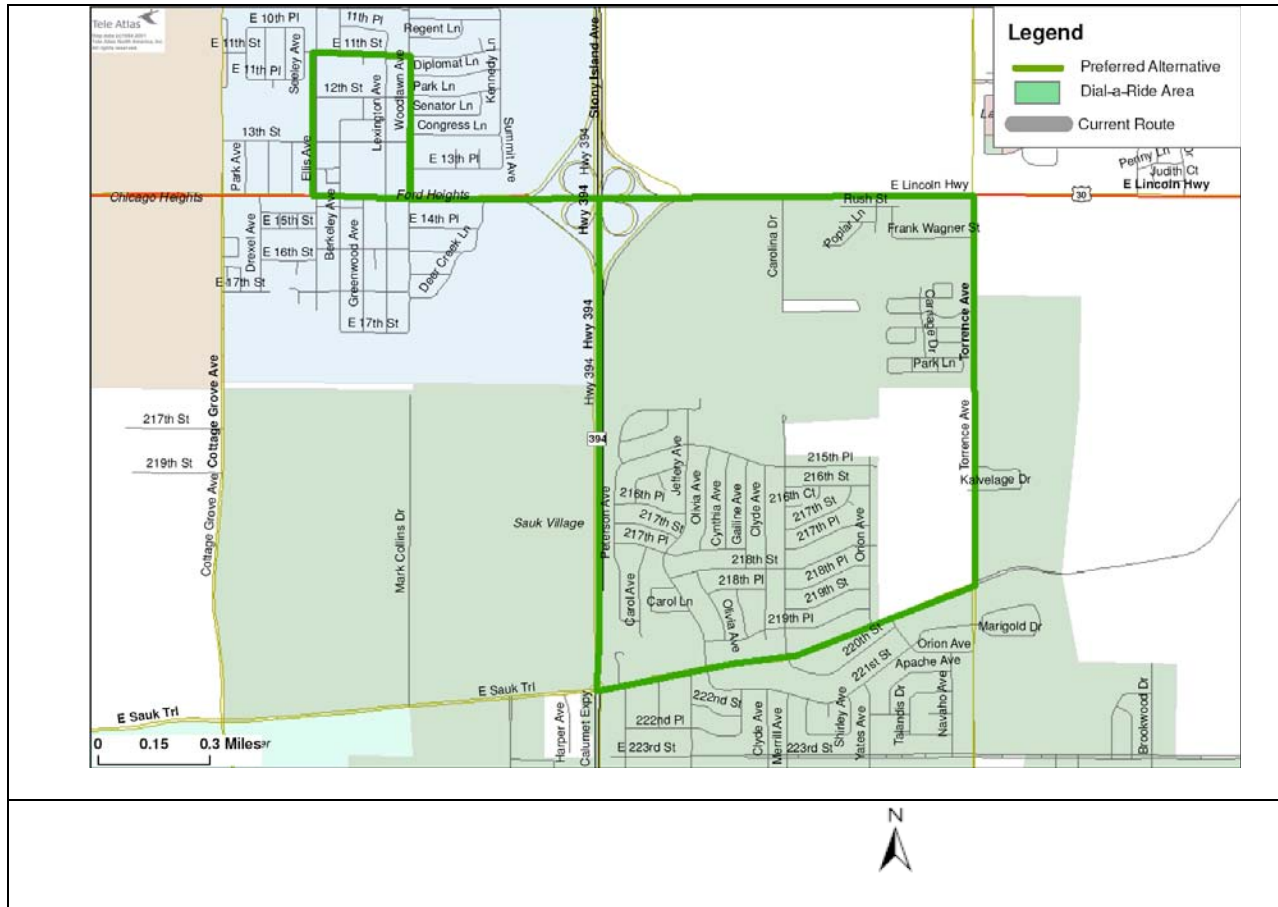 Tele Atlas
E 10th Pl
11th Pl
Regent Ln
E 11th St
E 11th St
Seeley Ave
E 11th Pl
Diplomat Ln
Kennedy Ln
Stony Island Ave
12th St
Lexington Ave
Woodlawn Ave
Park Ln
Senator Ln
Congress Ln
13th St
Park Ave
Ellis Ave
E 13th Pl
Summit Ave
Hwy 394
Legend
Preferred Alternative
Dial-a-Ride Area
Current Route
Penny Ln
Judith Ct
E Lincoln Hwy
E Lincoln Hwy
30
Chicago Heights
Ford Heights
Hwy 394
Hwy 394
Rush St
Poplar Ln
Frank Wagner St
Carolina Dr
E 15th St
E 14th Pl
Drexel Ave
Berkeley Ave
E 16th St
Greenwood Ave
Deer Creek Ln
E 17th St
E 17th St
Hwy 394
Hwy 394
Hwy 394
Carriage Dr
Torrence Ave
Park Ln
Cottage Grove Ave
217th St
219th St
Cottage Grove Ave
Mark Collins Dr
394
Sauk Village
Peterson Ave
Jeffery Ave
Olivia Ave
Cynthia Ave
Gailine Ave
Clyde Ave
215th Pl
216th St
216th Pl
216th Ct
217th St
217th St
217th Pl
217th Pl
Orion Ave
Torrence Ave
Kalvelage Dr
218th St
218th Pl
218th Pl
219th St
Carol Ave
Carol Ln
Olivia Ave
219th Pl
220th St
221st St
Marigold Dr
Orion Ave
Apache Ave
E Sauk Trl
E Sauk Trl
222nd St
222nd Pl
E 223rd St
223rd St
Harper Ave
Calumet Expy
Clyde Ave
Merrill Ave
Shirley Ave
Yates Ave
Talandis Dr
Navaho Ave
Brookwood Dr
0 0.15 0.3 Miles
N